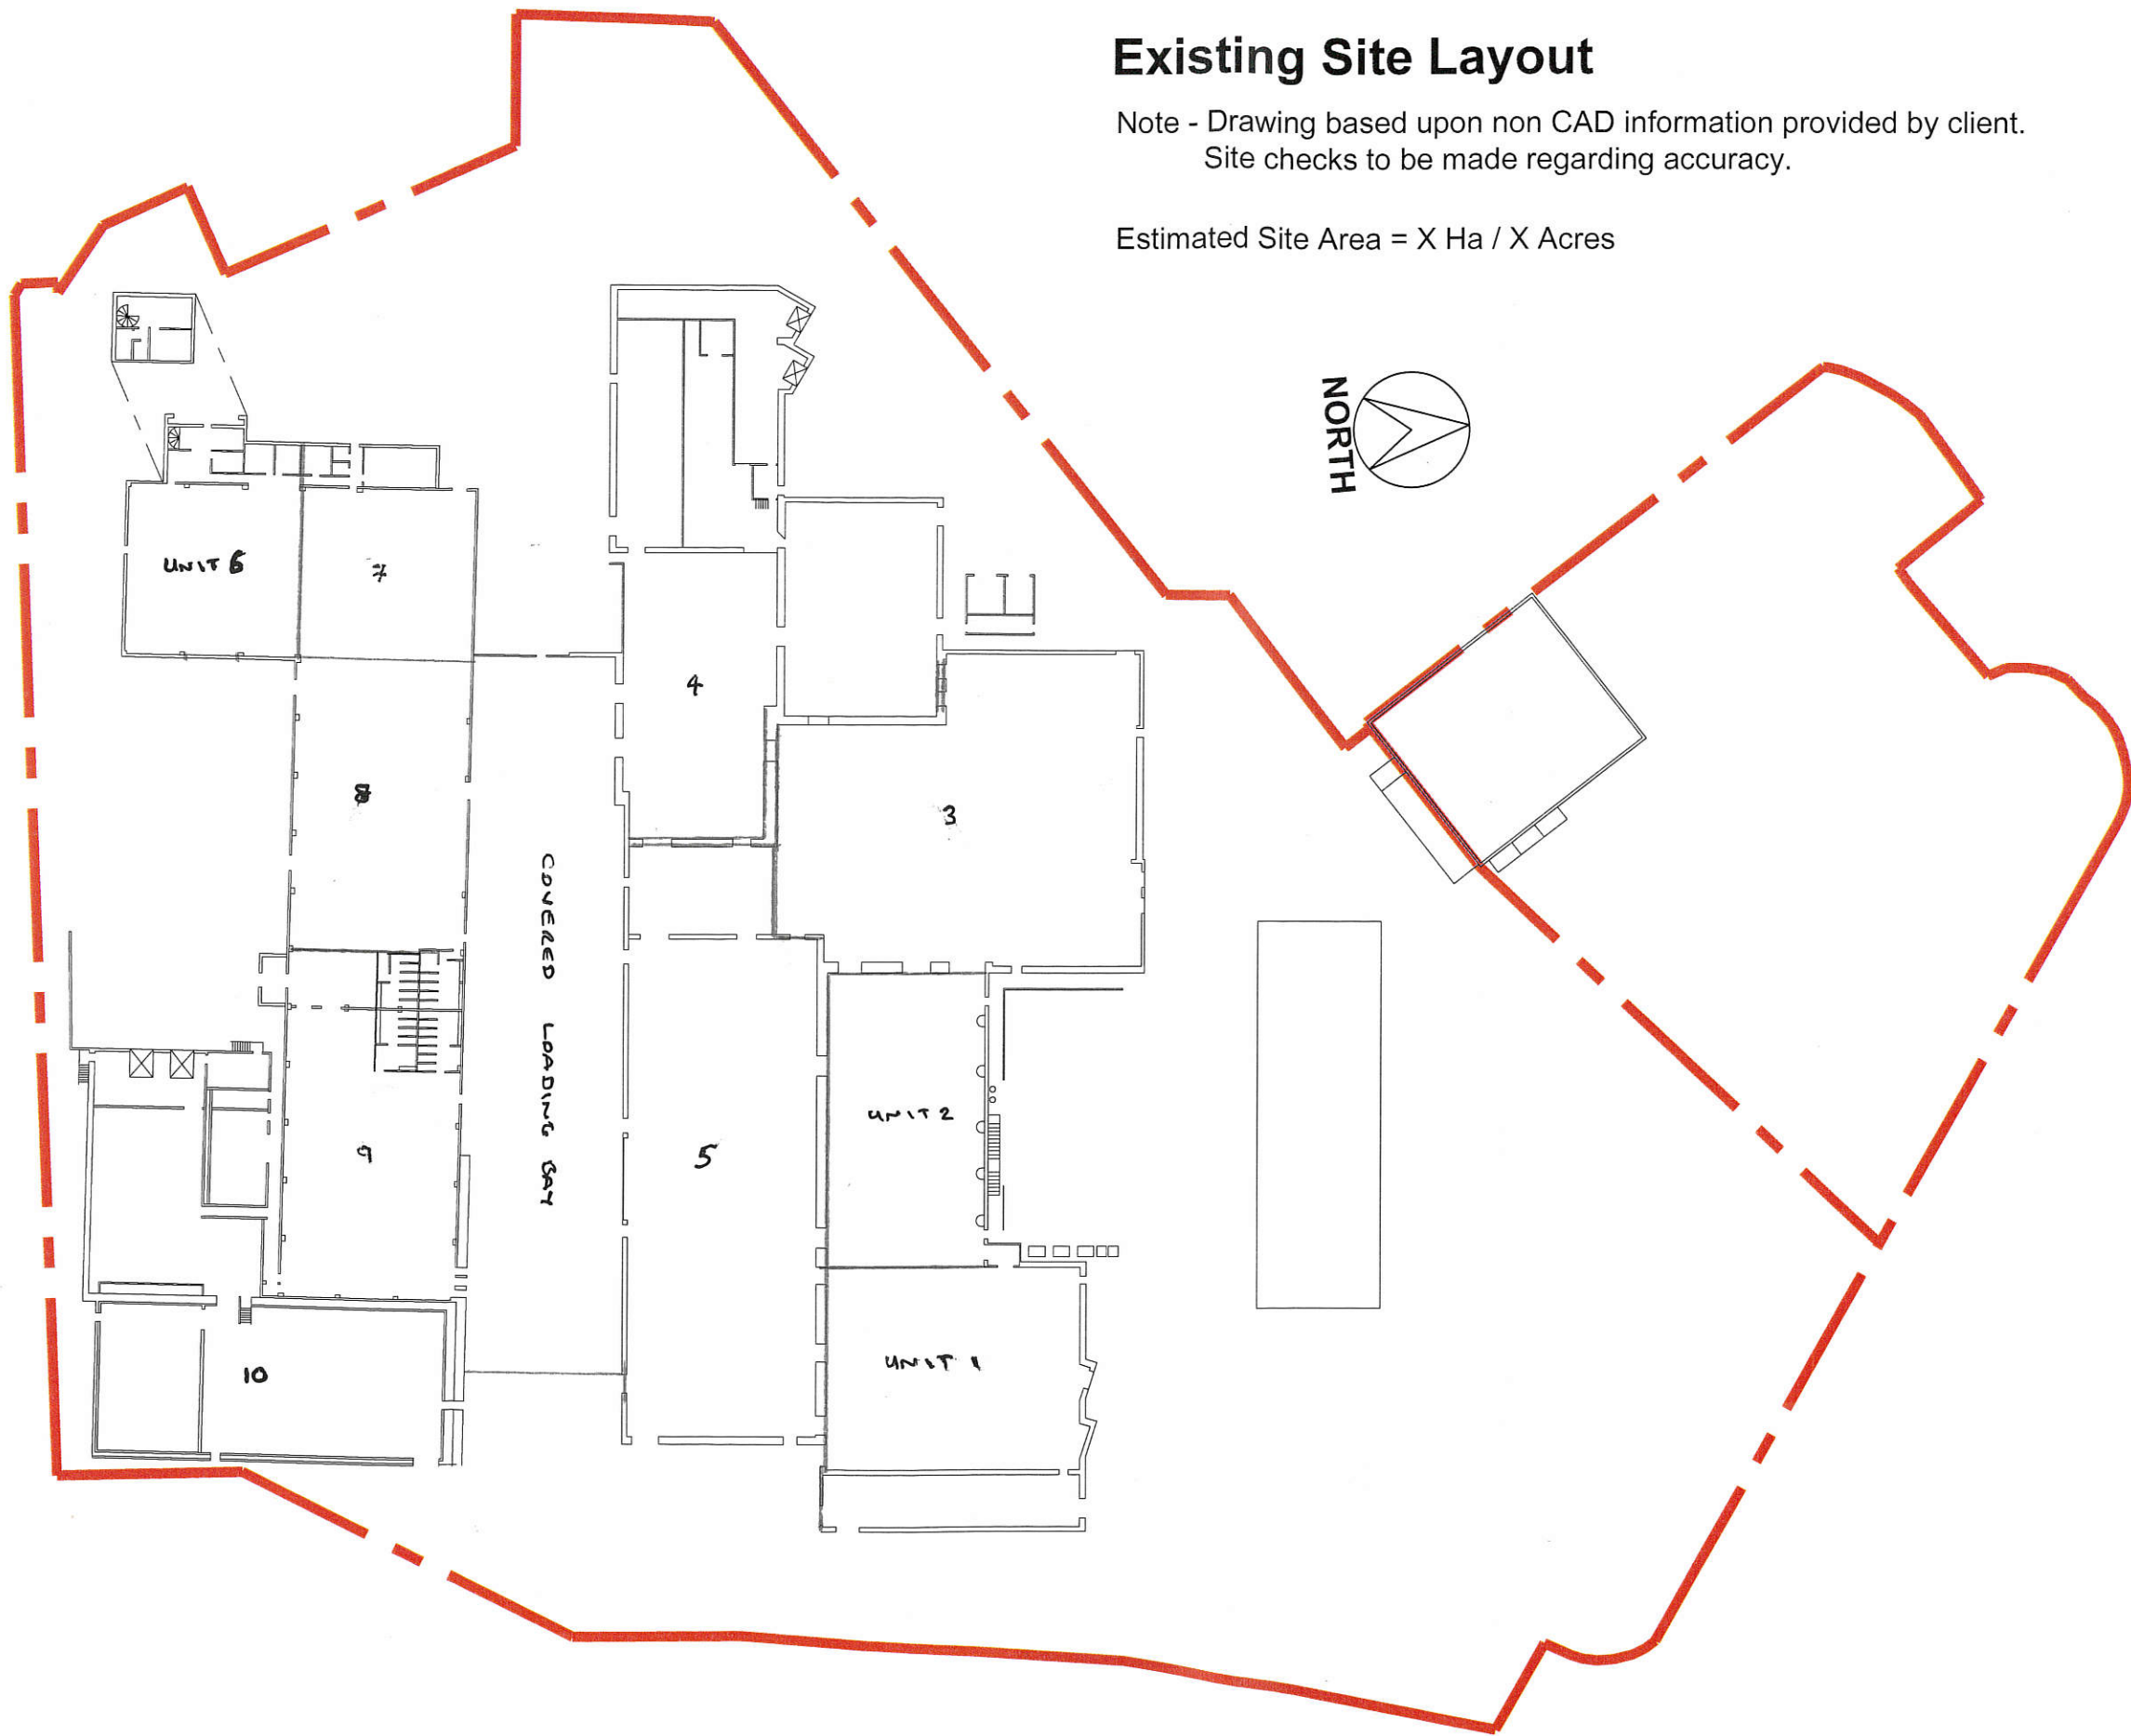 Existing Site Layout
Note - Drawing based upon non CAD information provided by client.
Site checks to be made regarding accuracy.
Estimated Site Area = X Ha / X Acres
NORTH
UNIT 6
7
4
8
3
COVERED LOADING BAY
UNIT 2
9
5
UNIT 1
10